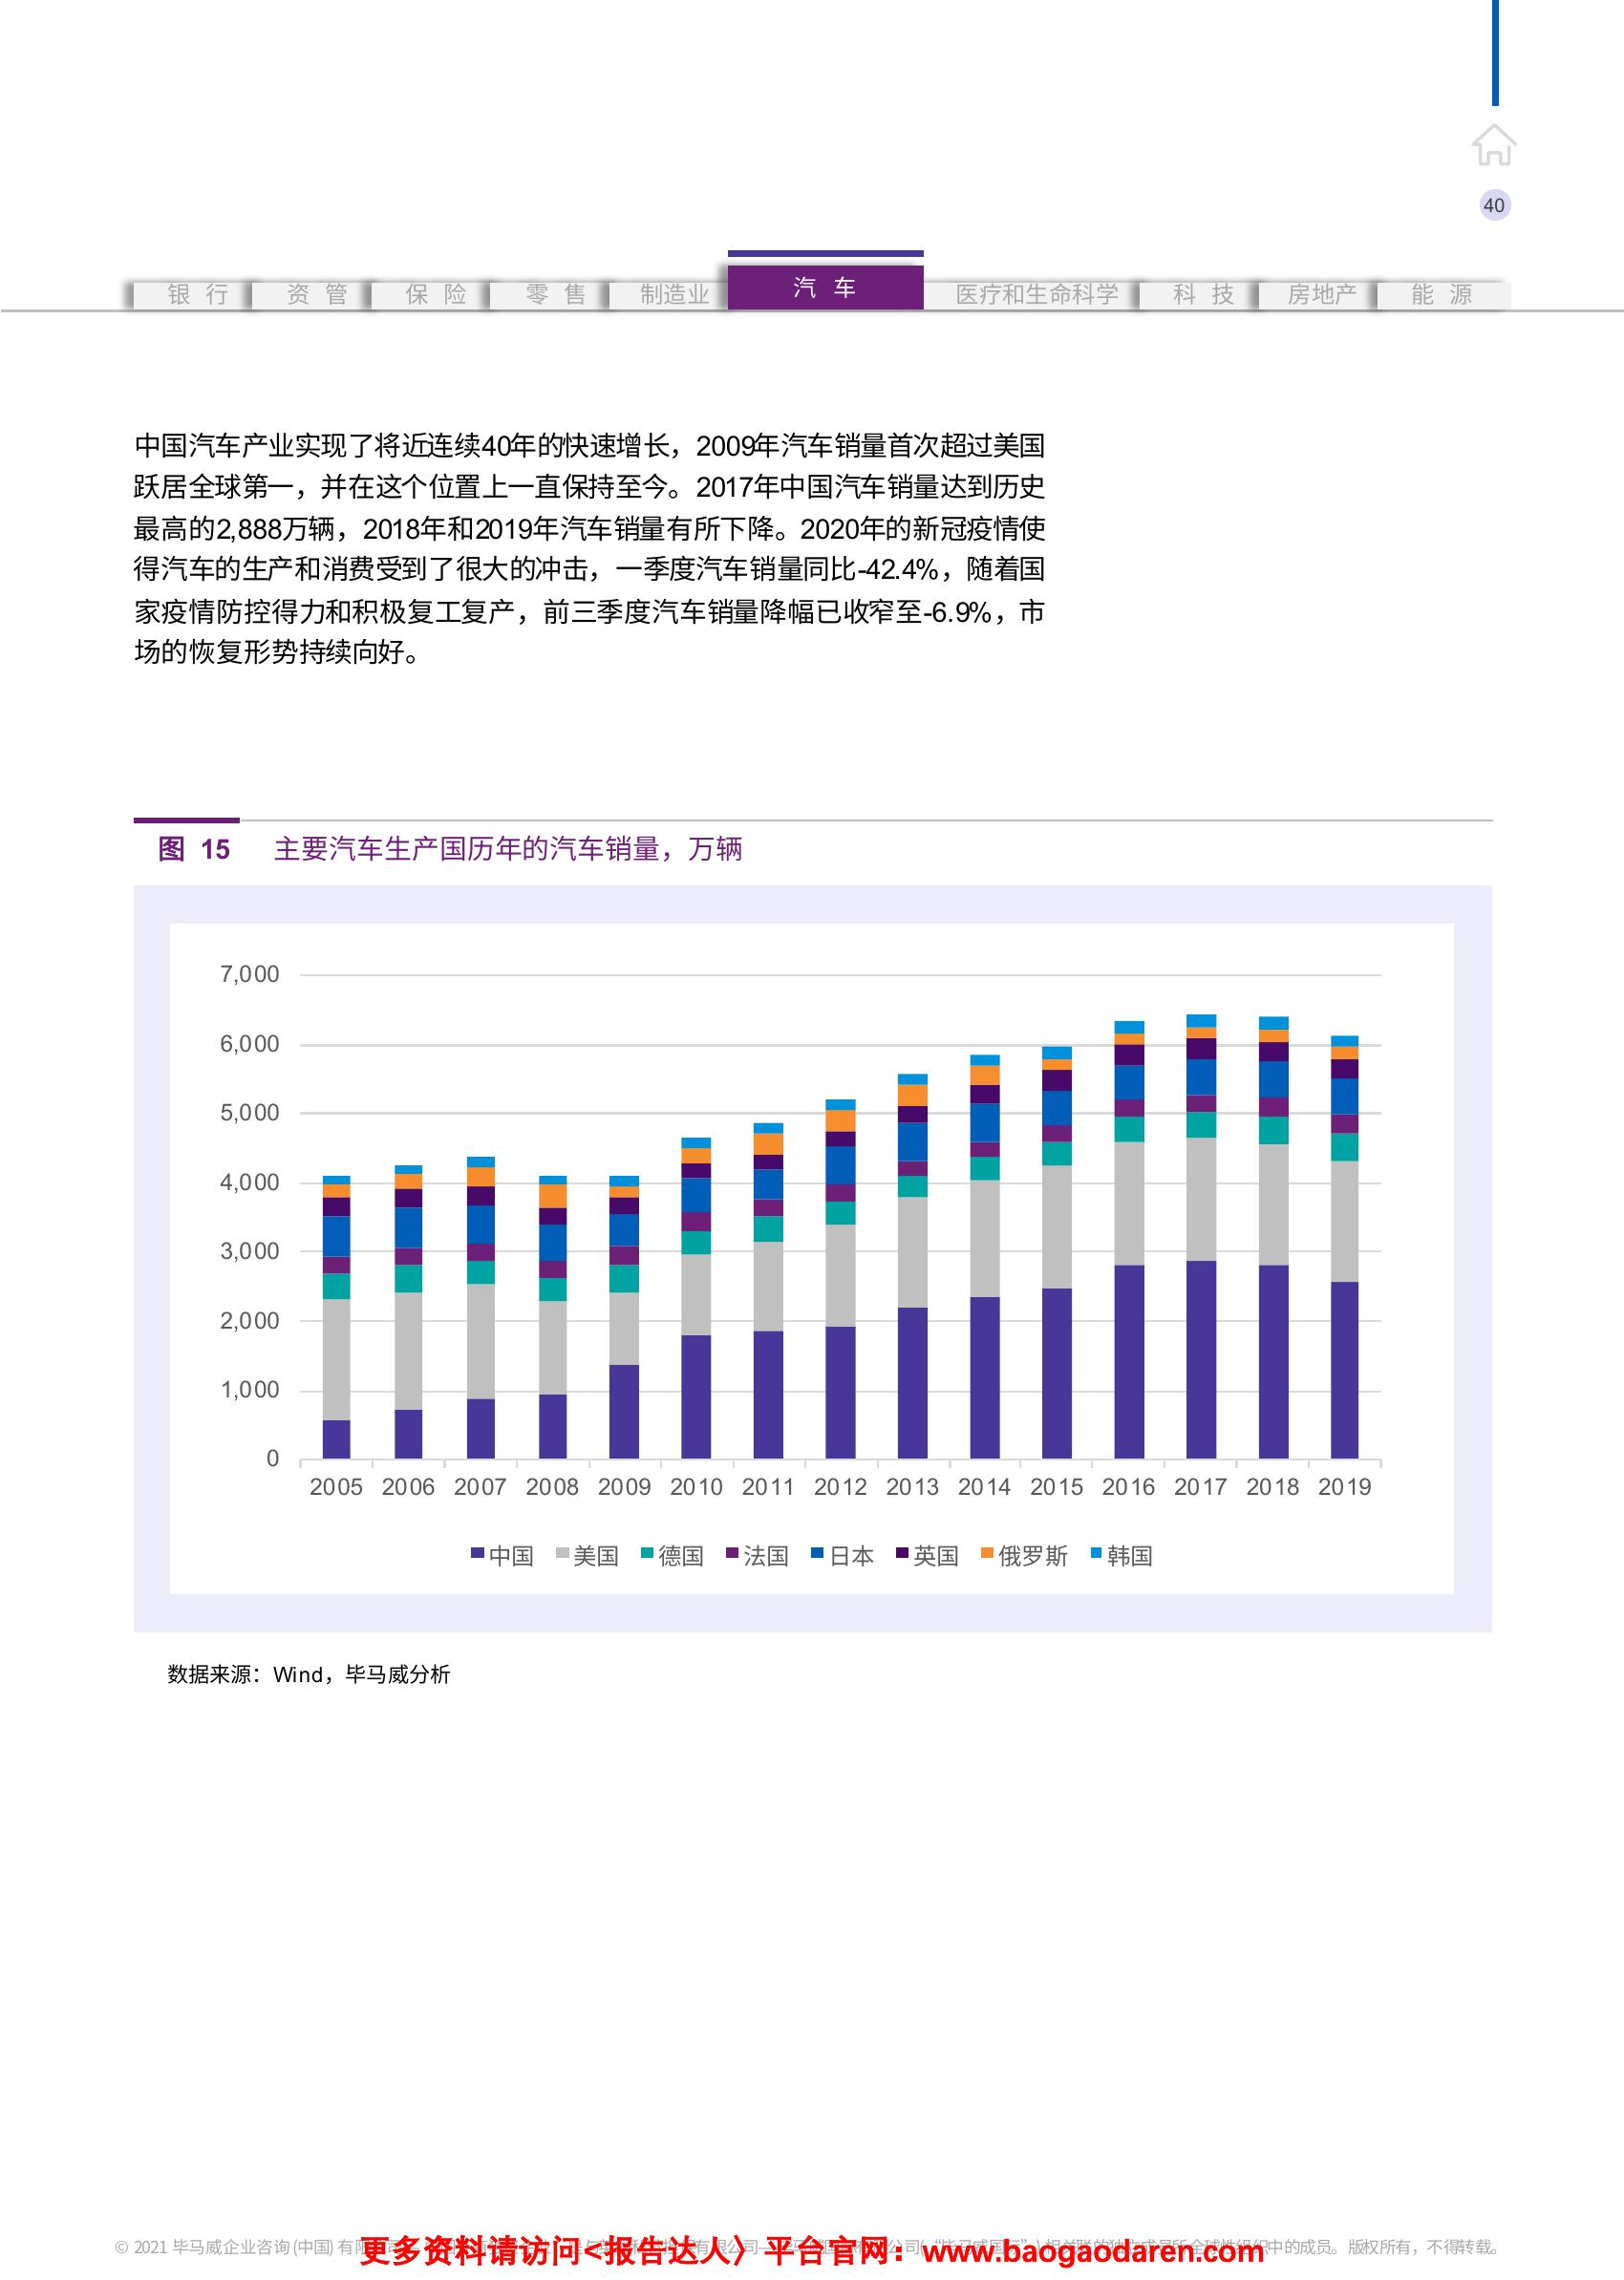 40
银 行 资 管 保 险 零 售 制造业 汽 车 医疗和生命科学 科 技 房地产 能 源
中国汽车产业实现了将近连续40年的快速增长，2009年汽车销量首次超过美国
跃居全球第一，并在这个位置上一直保持至今。2017年中国汽车销量达到历史
最高的2,888万辆，2018年和2019年汽车销量有所下降。2020年的新冠疫情使
得汽车的生产和消费受到了很大的冲击，一季度汽车销量同比-42.4%，随着国
家疫情防控得力和积极复工复产，前三季度汽车销量降幅已收窄至-6.9%，市
场的恢复形势持续向好。
图 15 主要汽车生产国历年的汽车销量，万辆
7,000
6,000
5,000
4,000
3,000
2,000
1,000
0
2005 2006 2007 2008 2009 2010 2011 2012 2013 2014 2015 2016 2017 2018 2019
中国 美国 德国 法国 日本 英国 俄罗斯 韩国
数据来源：Wind，毕马威分析
© 2021 毕马威企业咨询(中国)有限 中的成员。版权所有，不得转载。
更多资料请访问<报告达人〉平台官网：www.baogaodaren.com